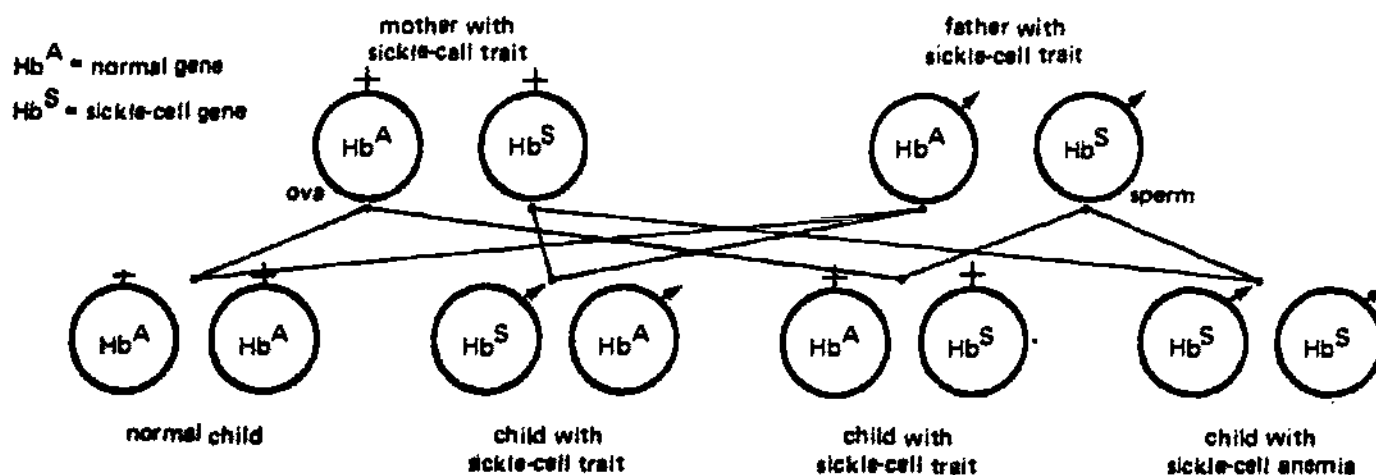 mother with
sickle-cell trait
father with
sickle-cell trait
Hb^A = normal gene
Hb^S = sickle-cell gene
Hb^A
Hb^S
Hb^A
Hb^S
ova
sperm
Hb^A
Hb^A
Hb^S
Hb^A
Hb^A
Hb^S
Hb^S
Hb^S
normal child
child with
sickle-cell trait
child with
sickle-cell trait
child with
sickle-cell anemia